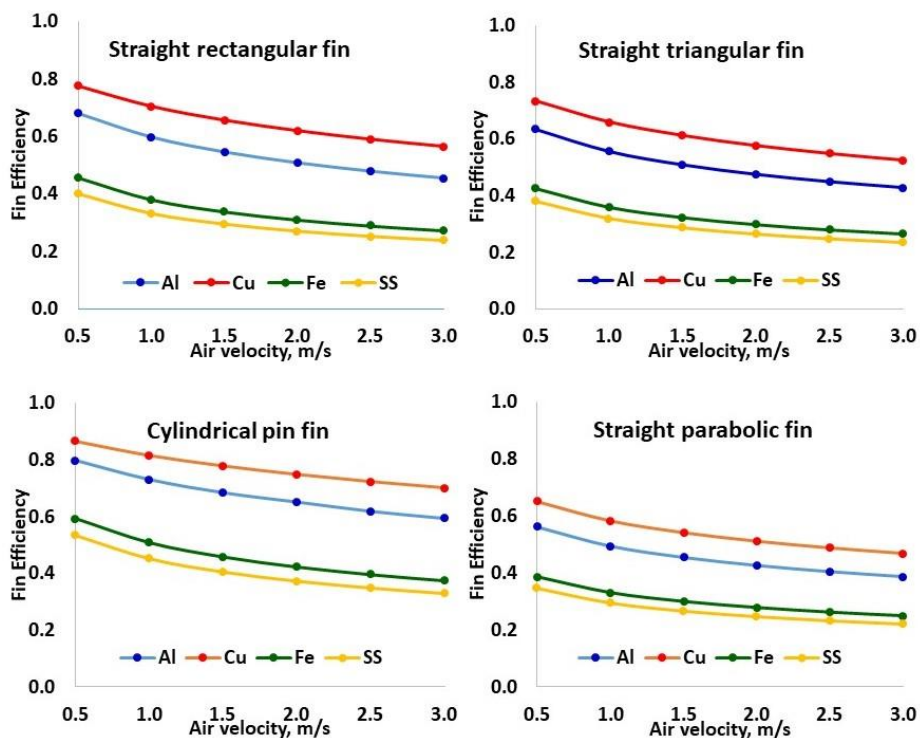 Straight rectangular fin
Fin Efficiency
1.0
0.8
0.6
0.4
0.2
0.0
Al Cu Fe SS
0.5 1.0 1.5 2.0 2.5 3.0
Air velocity, m/s
Straight triangular fin
Fin Efficiency
1.0
0.8
0.6
0.4
0.2
0.0
Al Cu Fe SS
0.5 1.0 1.5 2.0 2.5 3.0
Air velocity, m/s
Cylindrical pin fin
Fin Efficiency
1.0
0.8
0.6
0.4
0.2
0.0
Al Cu Fe SS
0.5 1.0 1.5 2.0 2.5 3.0
Air velocity, m/s
Straight parabolic fin
Fin Efficiency
1.0
0.8
0.6
0.4
0.2
0.0
Al Cu Fe SS
0.5 1.0 1.5 2.0 2.5 3.0
Air velocity, m/s